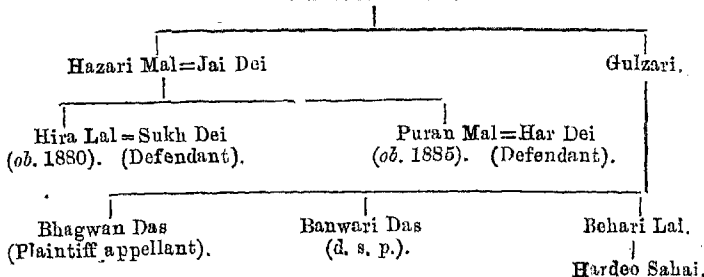 Hazari Mal=Jai Dei Gulzari.
Hira Lal=Sukh Dei Puran Mal=Har Dei
(ob. 1880). (Defendant). (ob. 1885). (Defendant).
Bhagwan Das Banwari Das Behari Lal.
(Plaintiff appellant). (d. s. p.).
Hardeo Sahai.